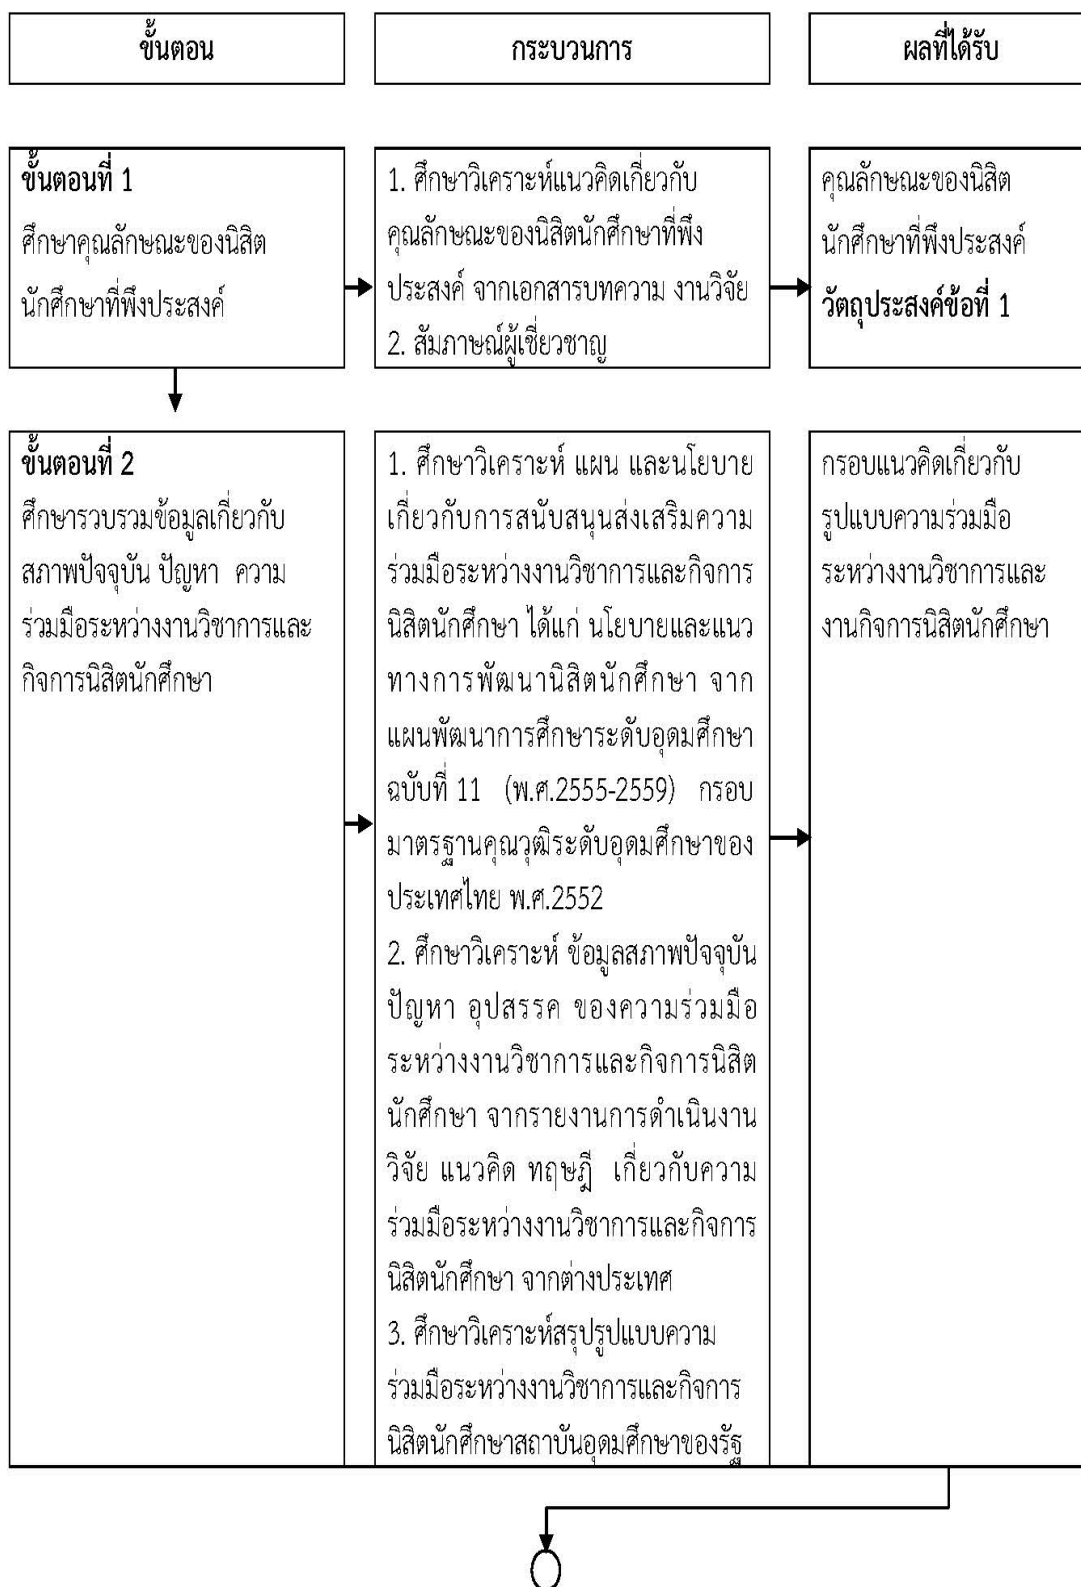 ขั้นตอน
กระบวนการ
ผลที่ได้รับ
ขั้นตอนที่ 1
ศึกษาคุณลักษณะของนิสิต
นักศึกษาที่พึงประสงค์
1. ศึกษาวิเคราะห์แนวคิดเกี่ยวกับ
คุณลักษณะของนิสิตนักศึกษาที่พึง
ประสงค์ จากเอกสารบทความ งานวิจัย
2. สัมภาษณ์ผู้เชี่ยวชาญ
คุณลักษณะของนิสิต
นักศึกษาที่พึงประสงค์
วัตถุประสงค์ข้อที่ 1
ขั้นตอนที่ 2
ศึกษารวบรวมข้อมูลเกี่ยวกับ
สภาพปัจจุบัน ปัญหา ความ
ร่วมมือระหว่างงานวิชาการและ
กิจการนิสิตนักศึกษา
1. ศึกษาวิเคราะห์ แผน และนโยบาย
เกี่ยวกับการสนับสนุนส่งเสริมความ
ร่วมมือระหว่างงานวิชาการและกิจการ
นิสิตนักศึกษา ได้แก่ นโยบายและแนว
ทางการพัฒนานิสิตนักศึกษา จาก
แผนพัฒนาการศึกษาระดับอุดมศึกษา
ฉบับที่ 11 (พ.ศ.2555-2559) กรอบ
มาตรฐานคุณวุฒิระดับอุดมศึกษาของ
ประเทศไทย พ.ศ.2552
2. ศึกษาวิเคราะห์ ข้อมูลสภาพปัจจุบัน
ปัญหา อุปสรรค ของความร่วมมือ
ระหว่างงานวิชาการและกิจการนิสิต
นักศึกษา จากรายงานการดำเนินงาน
วิจัย แนวคิด ทฤษฎี เกี่ยวกับความ
ร่วมมือระหว่างงานวิชาการและกิจการ
นิสิตนักศึกษา จากต่างประเทศ
3. ศึกษาวิเคราะห์สรุปรูปแบบความ
ร่วมมือระหว่างงานวิชาการและกิจการ
นิสิตนักศึกษาสถาบันอุดมศึกษาของรัฐ
กรอบแนวคิดเกี่ยวกับ
รูปแบบความร่วมมือ
ระหว่างงานวิชาการและ
งานกิจการนิสิตนักศึกษา